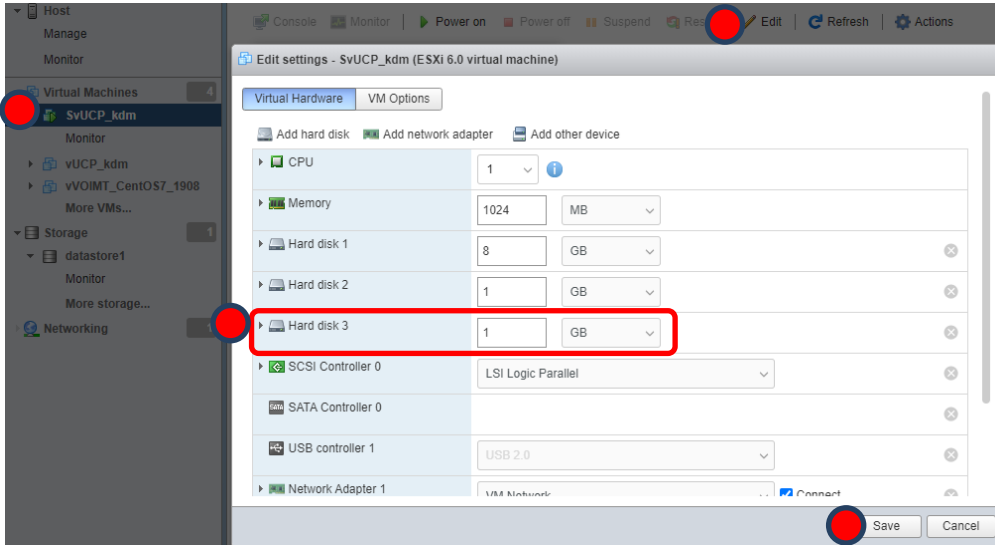 Host
Manage
Monitor
Virtual Machines 4
SvUCP_kdm
Monitor
vUCP_kdm
vVOIMT_CentOS7_1908
More VMs...
Storage 1
datastore1
Monitor
More storage...
Networking
Console Monitor Power on Power off Suspend Edit Refresh Actions
Edit settings - SvUCP_kdm (ESXi 6.0 virtual machine)
Virtual Hardware VM Options
Add hard disk Add network adapter Add other device
CPU 1
Memory 1024 MB
Hard disk 1 8 GB
Hard disk 2 1 GB
Hard disk 3 1 GB
SCSI Controller 0 LSI Logic Parallel
SATA SATA Controller 0
USB controller 1 USB 2.0
Network Adapter 1 VM Network Connect
Save Cancel